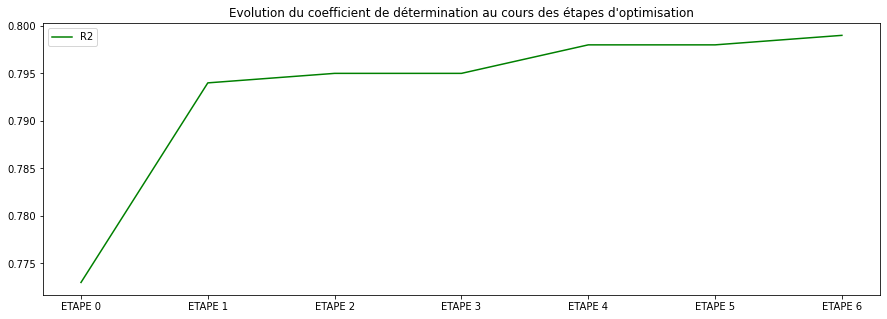 Evolution du coefficient de détermination au cours des étapes d'optimisation
R2
0.800
0.795
0.790
0.785
0.780
0.775
ETAPE 0 ETAPE 1 ETAPE 2 ETAPE 3 ETAPE 4 ETAPE 5 ETAPE 6